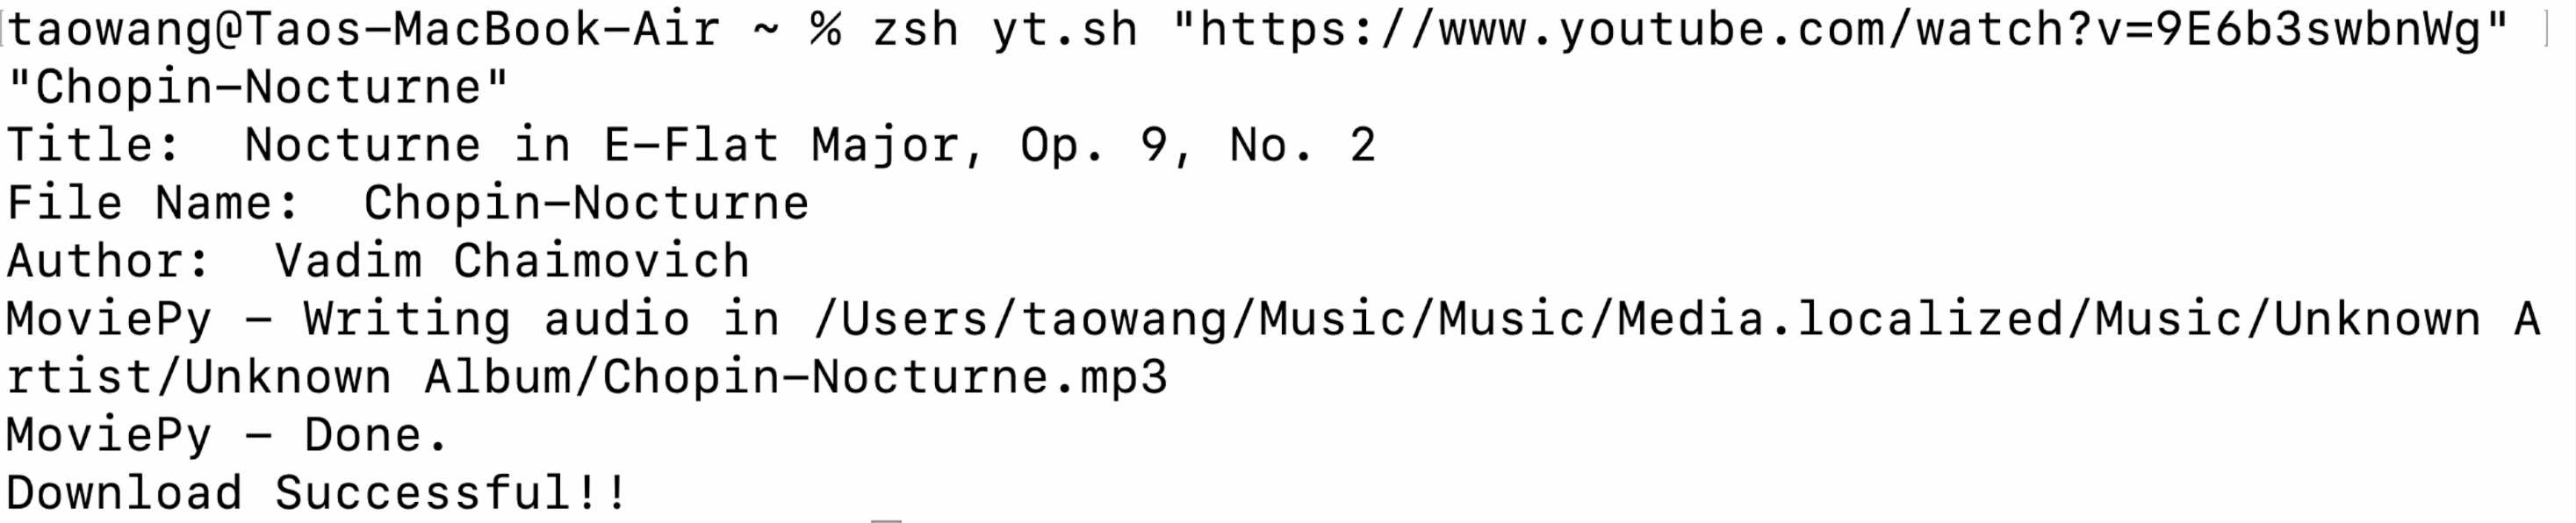 [taowang@Taos-MacBook-Air ~ % zsh yt.sh "https://www.youtube.com/watch?v=9E6b3swbnWg" ]
"Chopin-Nocturne"
Title:  Nocturne in E-Flat Major, Op. 9, No. 2
File Name:  Chopin-Nocturne
Author:  Vadim Chaimovich
MoviePy - Writing audio in /Users/taowang/Music/Music/Media.localized/Music/Unknown A
rtist/Unknown Album/Chopin-Nocturne.mp3
MoviePy - Done.
Download Successful!!